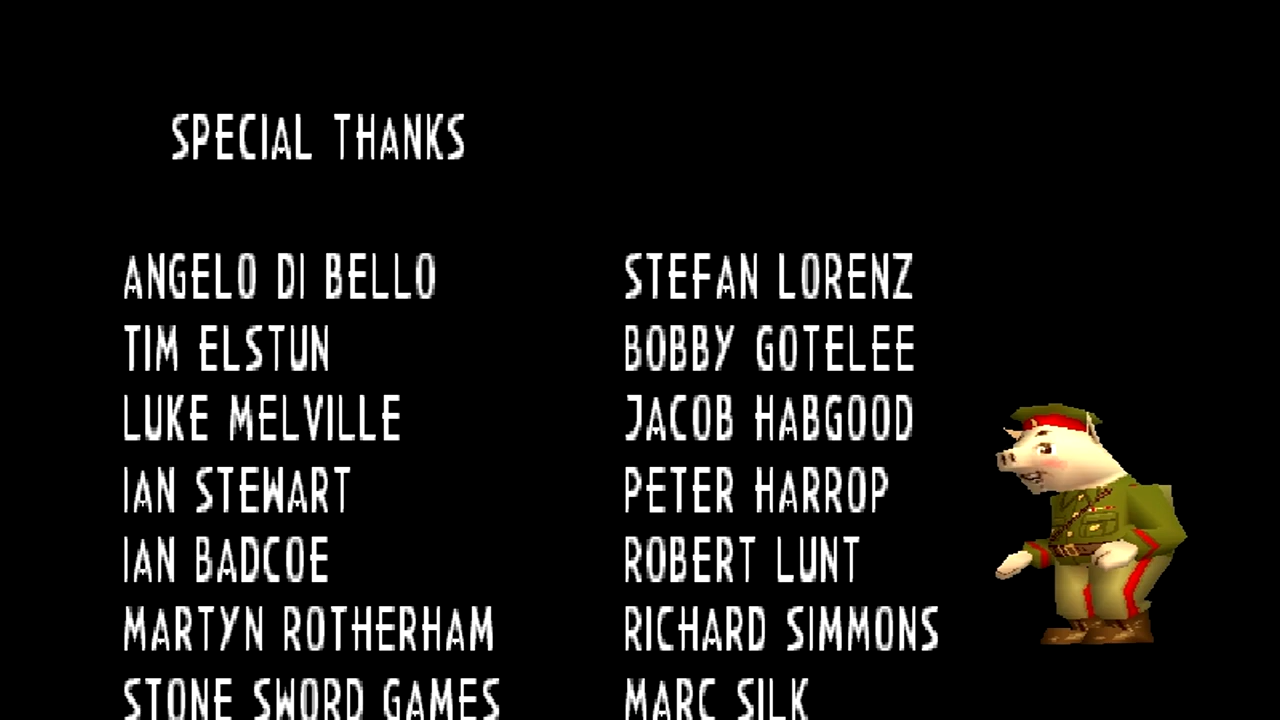 SPECIAL THANKS
ANGELO DI BELLO
TIM ELSTUN
LUKE MELVILLE
IAN STEWART
IAN BADCOE
MARTYN ROTHERHAM
STONE SWORD GAMES
STEFAN LORENZ
BOBBY GOTELEE
JACOB HABGOOD
PETER HARROP
ROBERT LUNT
RICHARD SIMMONS
MARC SILK